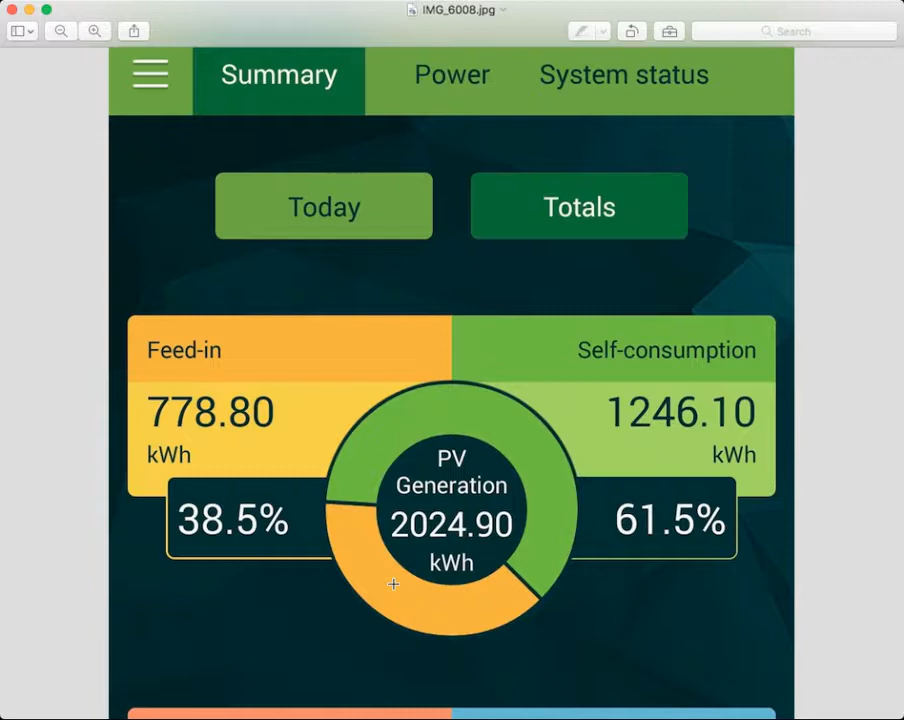 IMG_6008.jpg
Search
Summary Power System status
Today Totals
Feed-in Self-consumption
778.80 1246.10
kWh kWh
PV
Generation
38.5% 2024.90 61.5%
kWh